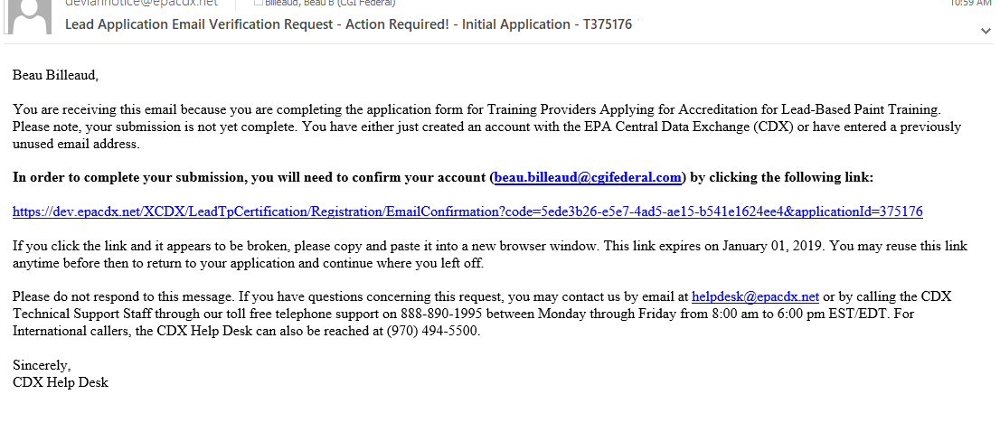 Billeaud, Beau B (CGI Federal)
10:59 AM
Lead Application Email Verification Request - Action Required! - Initial Application - T375176
Beau Billeaud,
You are receiving this email because you are completing the application form for Training Providers Applying for Accreditation for Lead-Based Paint Training.
Please note, your submission is not yet complete. You have either just created an account with the EPA Central Data Exchange (CDX) or have entered a previously
unused email address.
In order to complete your submission, you will need to confirm your account (beau.billeaud@cgifederal.com) by clicking the following link:
https://dev.epacdx.net/XCDX/LeadTpCertification/Registration/EmailConfirmation?code=5ede3b26-e5e7-4ad5-ae15-b541e1624ee4&applicationId=375176
If you click the link and it appears to be broken, please copy and paste it into a new browser window. This link expires on January 01, 2019. You may reuse this link
anytime before then to return to your application and continue where you left off.
Please do not respond to this message. If you have questions concerning this request, you may contact us by email at helpdesk@epacdx.net or by calling the CDX
Technical Support Staff through our toll free telephone support on 888-890-1995 between Monday through Friday from 8:00 am to 6:00 pm EST/EDT. For
International callers, the CDX Help Desk can also be reached at (970) 494-5500.
Sincerely,
CDX Help Desk